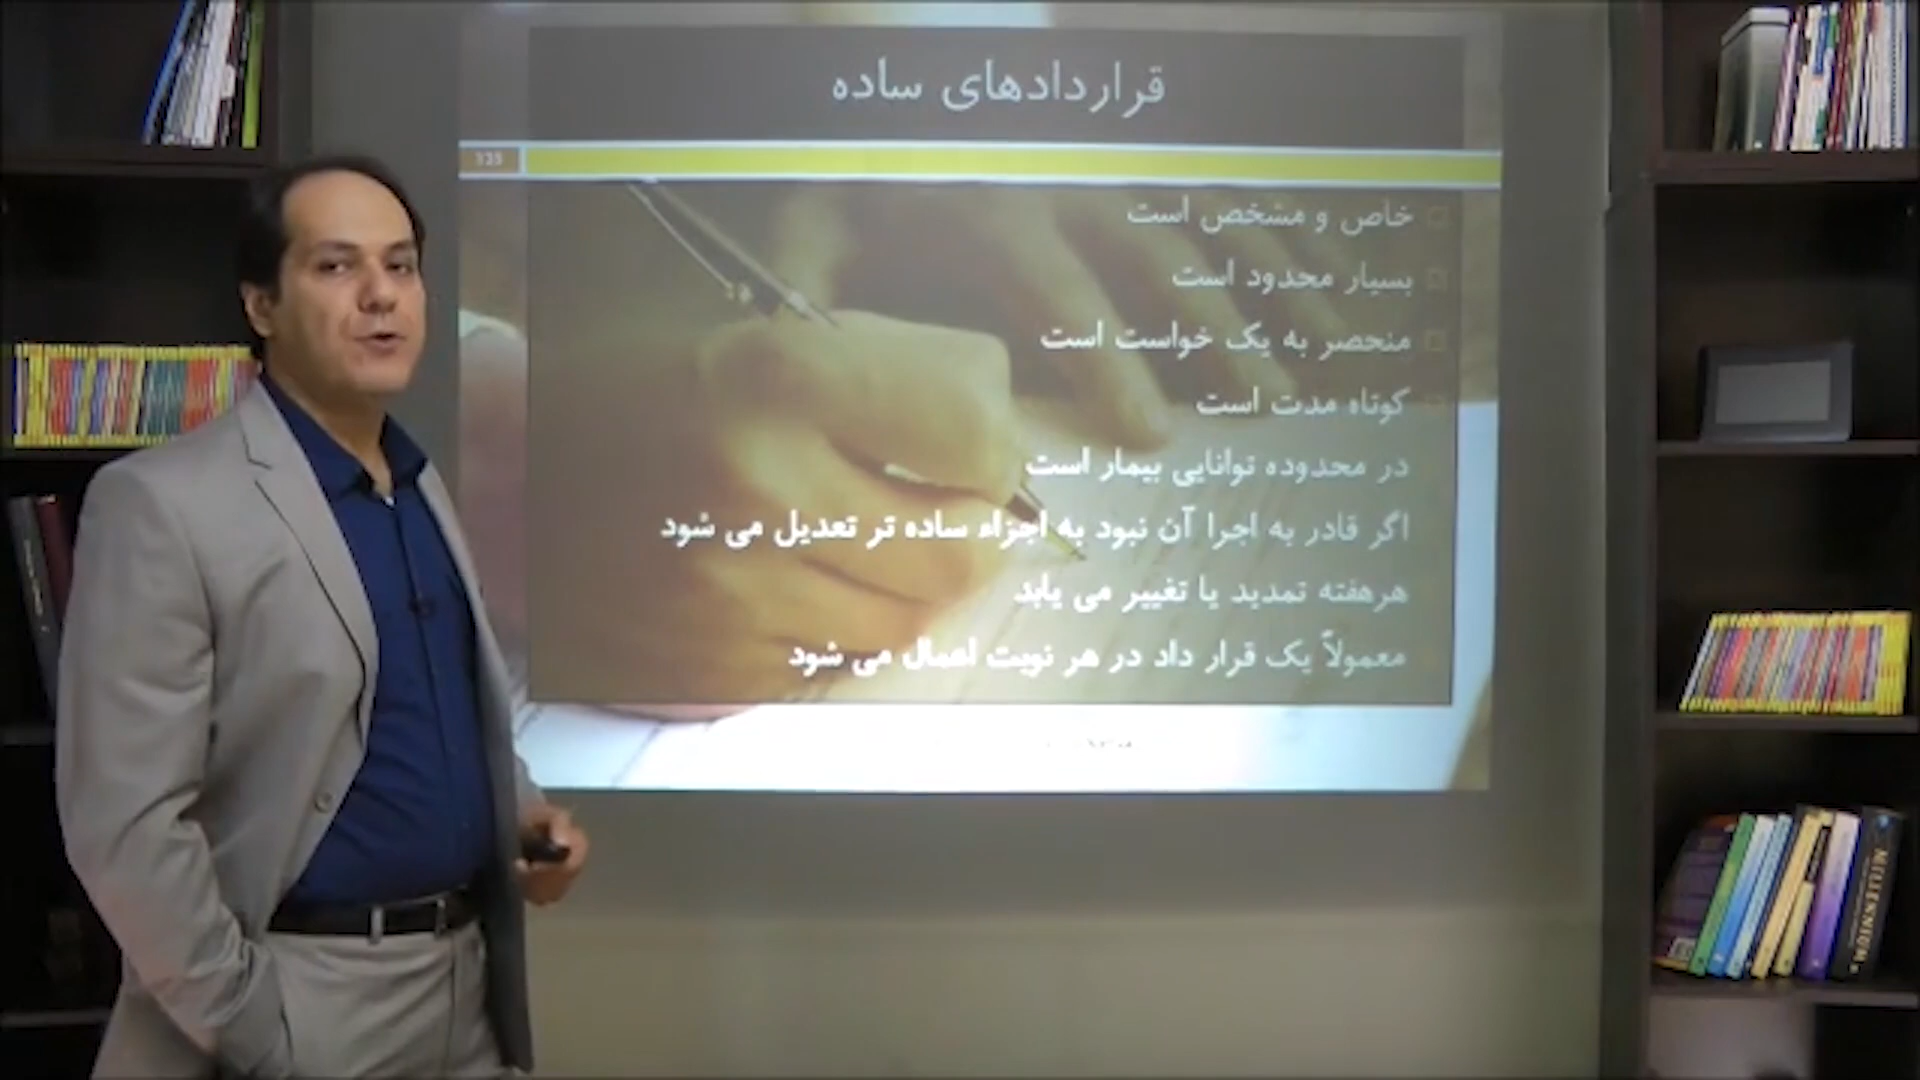 قراردادهای ساده
133
خاص و مشخص است
بسیار محدود است
منحصر به یک خواست است
کوتاه مدت است
در محدوده توانایی بیمار است
اگر قادر به اجرا آن نبود به اجزاء ساده تر تعدیل می شود
هرهفته تمدید یا تغییر می یابد
معمولاً یک قرار داد در هر نوبت اعمال می شود
MILLENNIUM